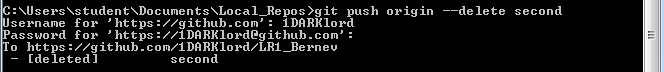 C:\Users\student\Documents\Local_Repos>git push origin --delete second
Username for 'https://github.com': 1DARKlord
Password for 'https://1DARKlord@github.com':
To https://github.com/1DARKlord/LR1_Bernev
 - [deleted]         second